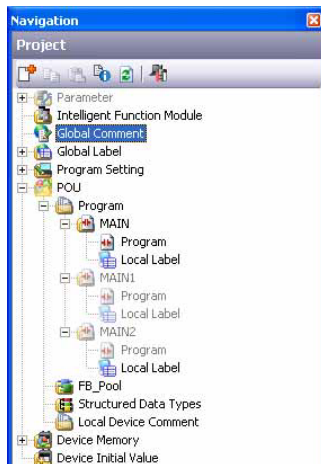 Navigation
Project
Parameter
Intelligent Function Module
Global Comment
Global Label
Program Setting
POU
Program
MAIN
Program
Local Label
MAIN1
Program
Local Label
MAIN2
Program
Local Label
FB_Pool
Structured Data Types
Local Device Comment
Device Memory
Device Initial Value